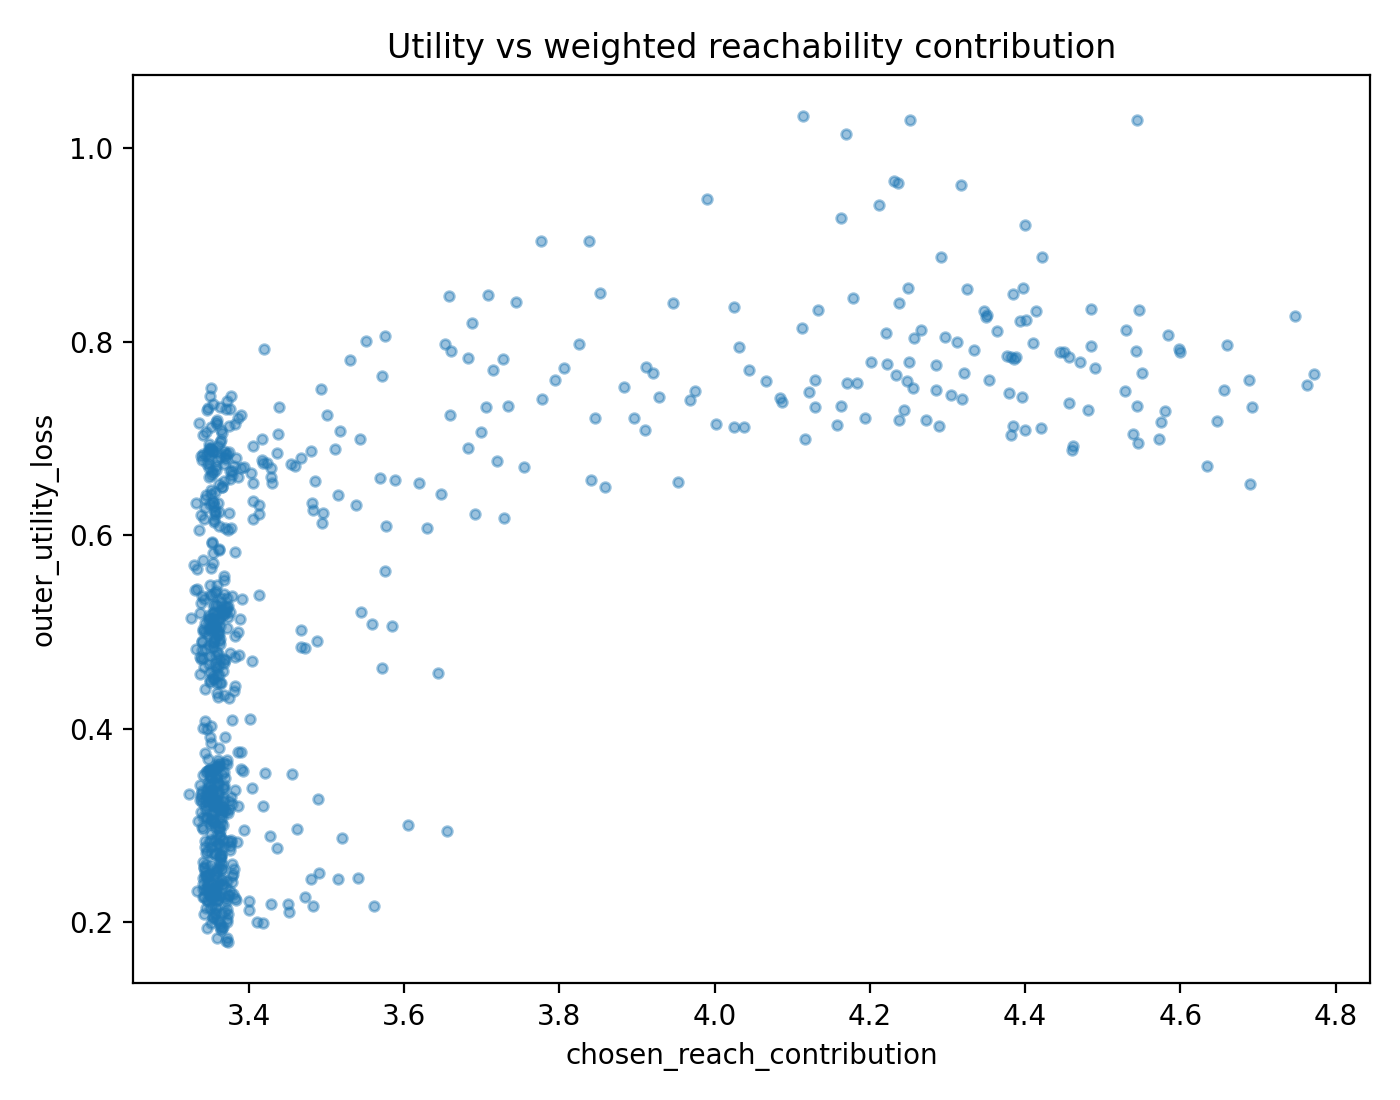 Utility vs weighted reachability contribution
outer_utility_loss
1.0
0.8
0.6
0.4
0.2
3.4 3.6 3.8 4.0 4.2 4.4 4.6 4.8
chosen_reach_contribution